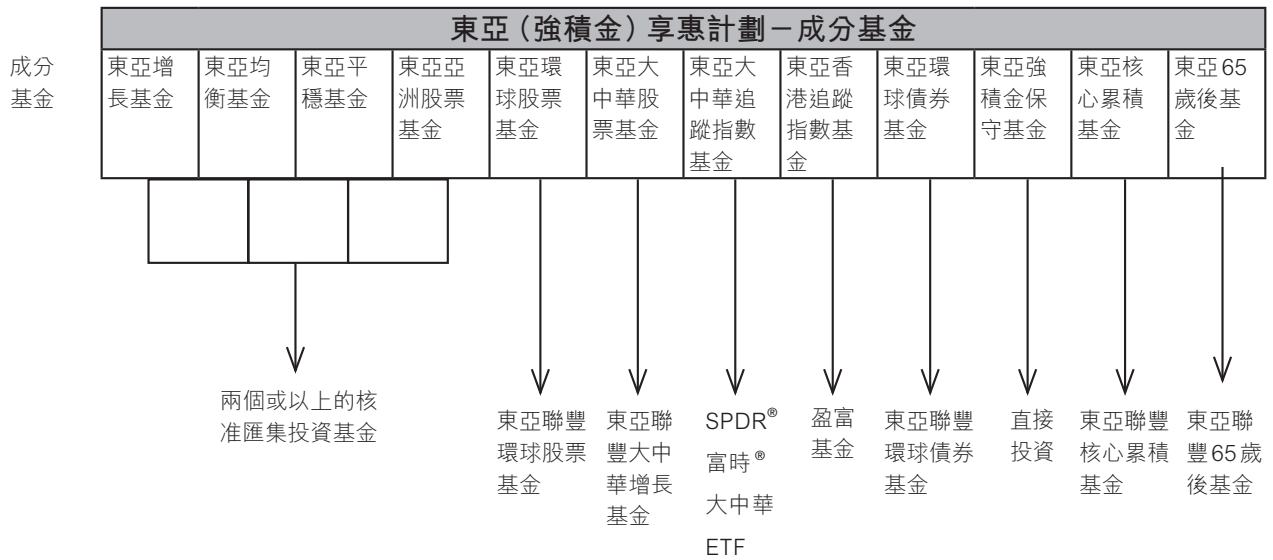 東亞（強積金）享惠計劃－成分基金
成分
基金
東亞增
長基金
東亞均
衡基金
東亞平
穩基金
東亞亞
洲股票
基金
東亞環
球股票
基金
東亞大
中華股
票基金
東亞大
中華追
蹤指數
基金
東亞香
港追蹤
指數基
金
東亞環
球債券
基金
東亞強
積金保
守基金
東亞核
心累積
基金
東亞65
歲後基
金
兩個或以上的核
准匯集投資基金
東亞聯豐
環球股票
基金
東亞聯
豐大中
華增長
基金
SPDR®
富時®
大中華
ETF
盈富
基金
東亞聯豐
環球債券
基金
直接
投資
東亞聯豐
核心累積
基金
東亞聯
豐65歲
後基金